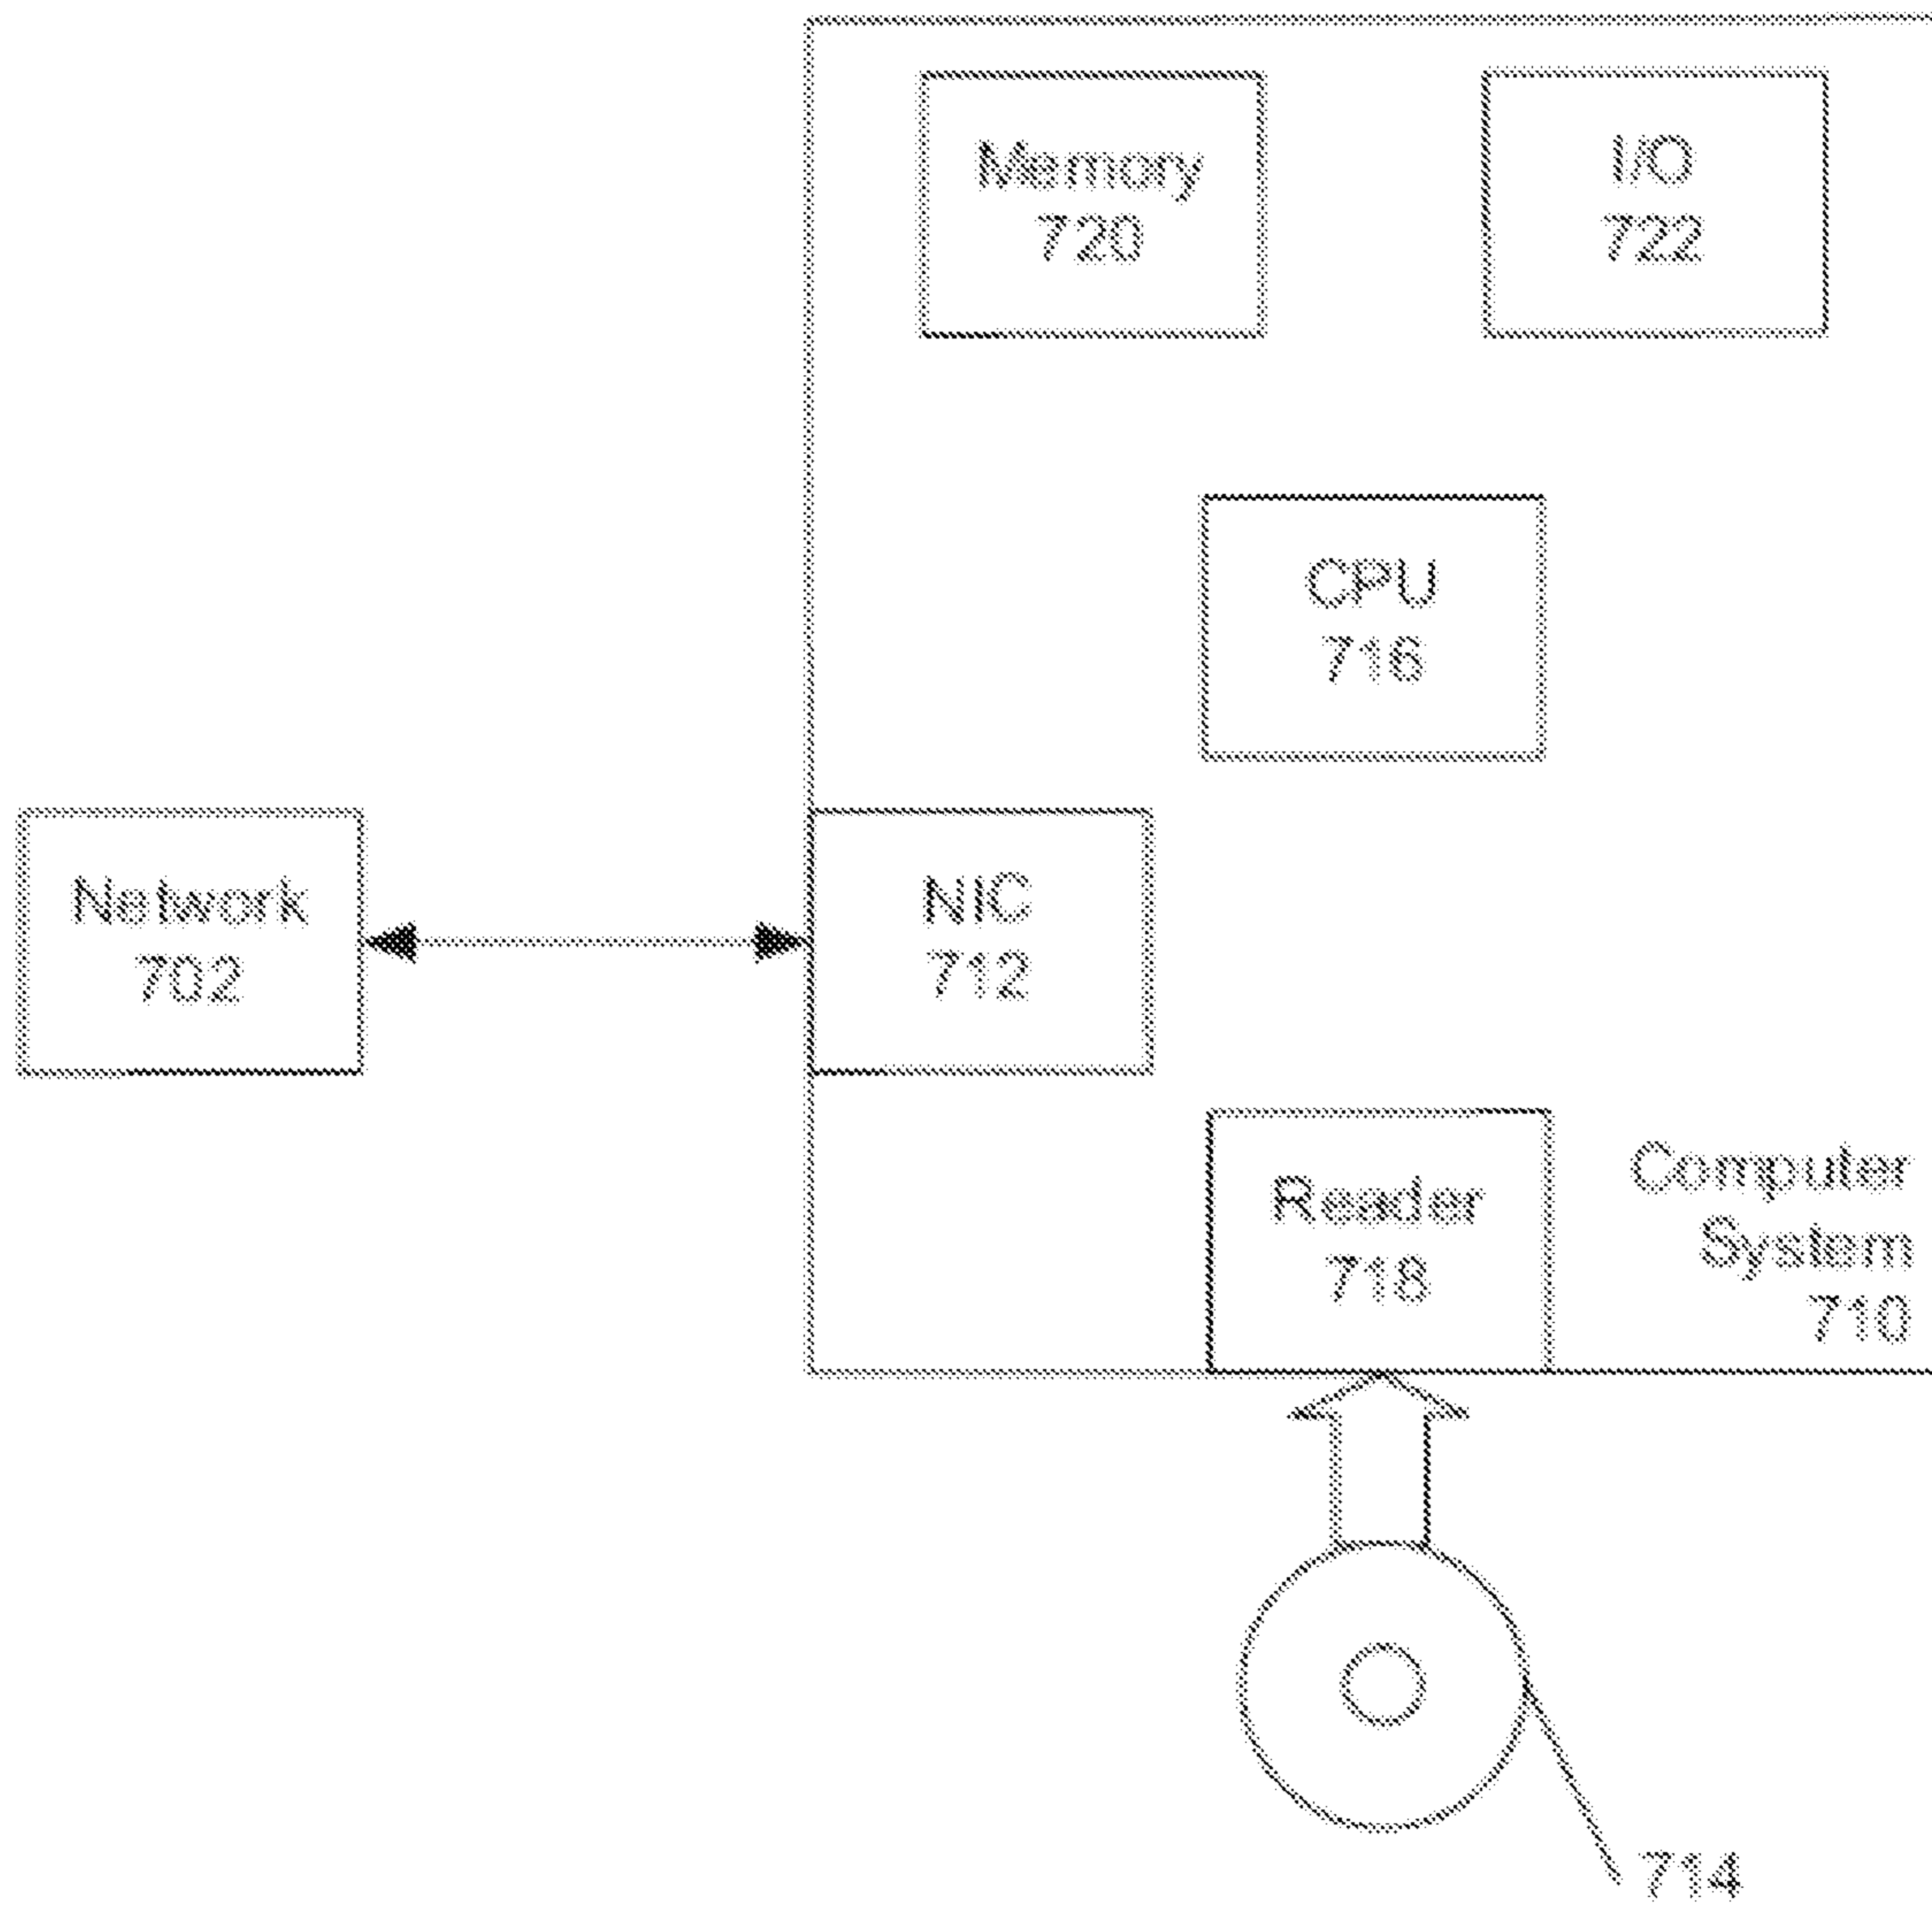 Memory
720
I/O
722
CPU
716
Network
702
NIC
712
Reader
718
Computer
System
710
714